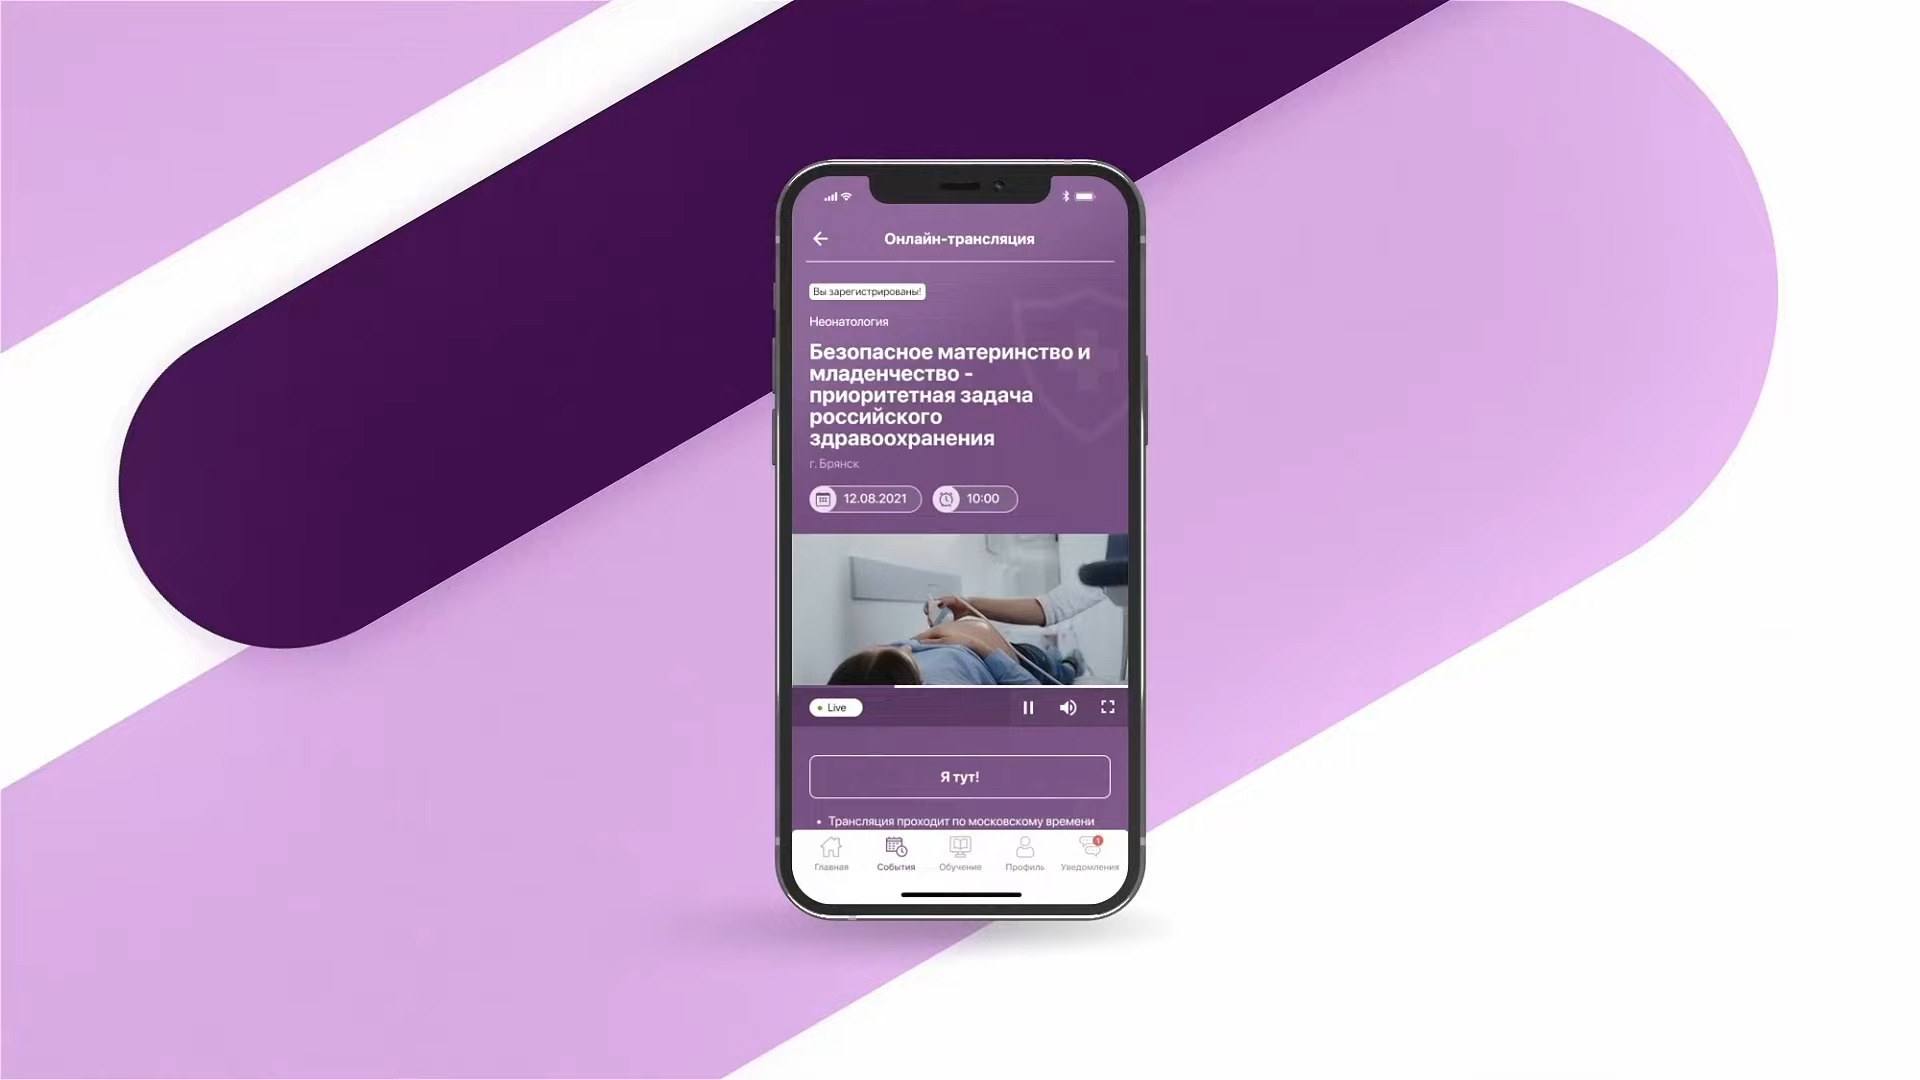 Онлайн-трансляция
Вы зарегистрированы!
Неонатология
Безопасное материнство и
младенчество -
приоритетная задача
российского
здравоохранения
г. Брянск
12.08.2021 10:00
Live
Я тут!
• Трансляция проходит по московскому времени
1
Главная События Обучение Профиль Уведомления